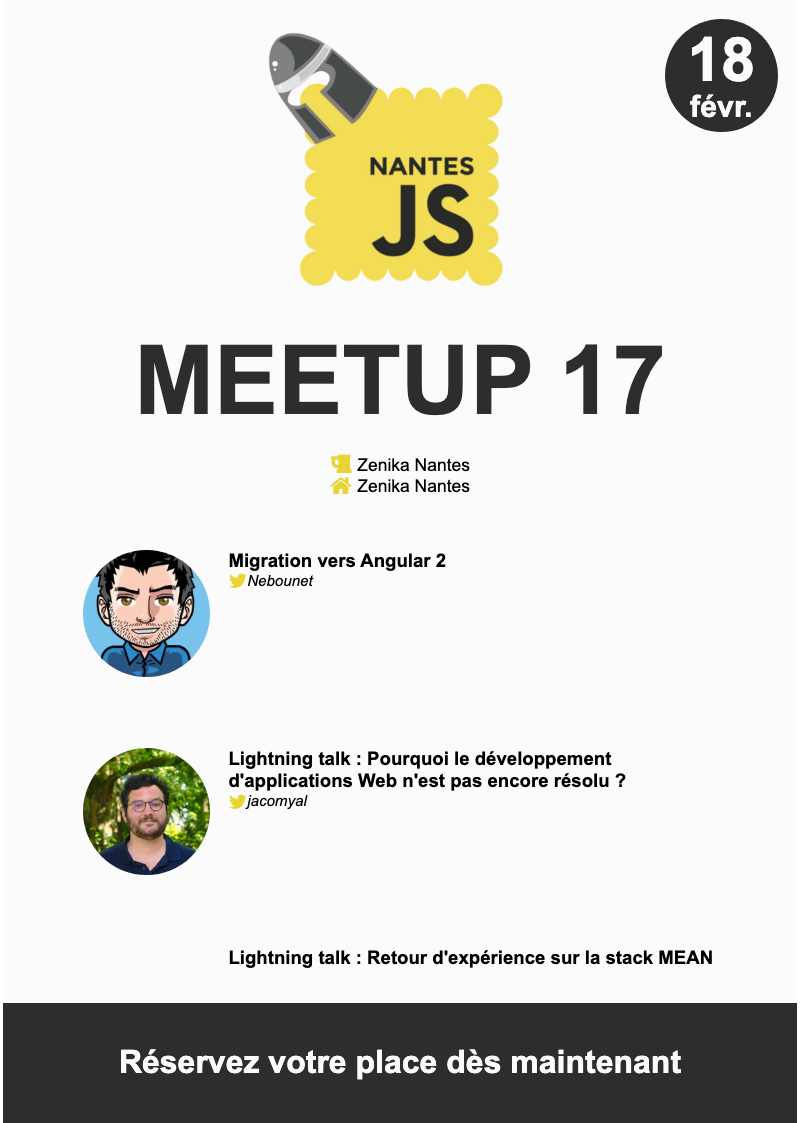 18
févr.
NANTES
JS
MEETUP 17
Zenika Nantes
Zenika Nantes
Migration vers Angular 2
Nebounet
Lightning talk : Pourquoi le développement
d'applications Web n'est pas encore résolu ?
jacomyal
Lightning talk : Retour d'expérience sur la stack MEAN
Réservez votre place dès maintenant